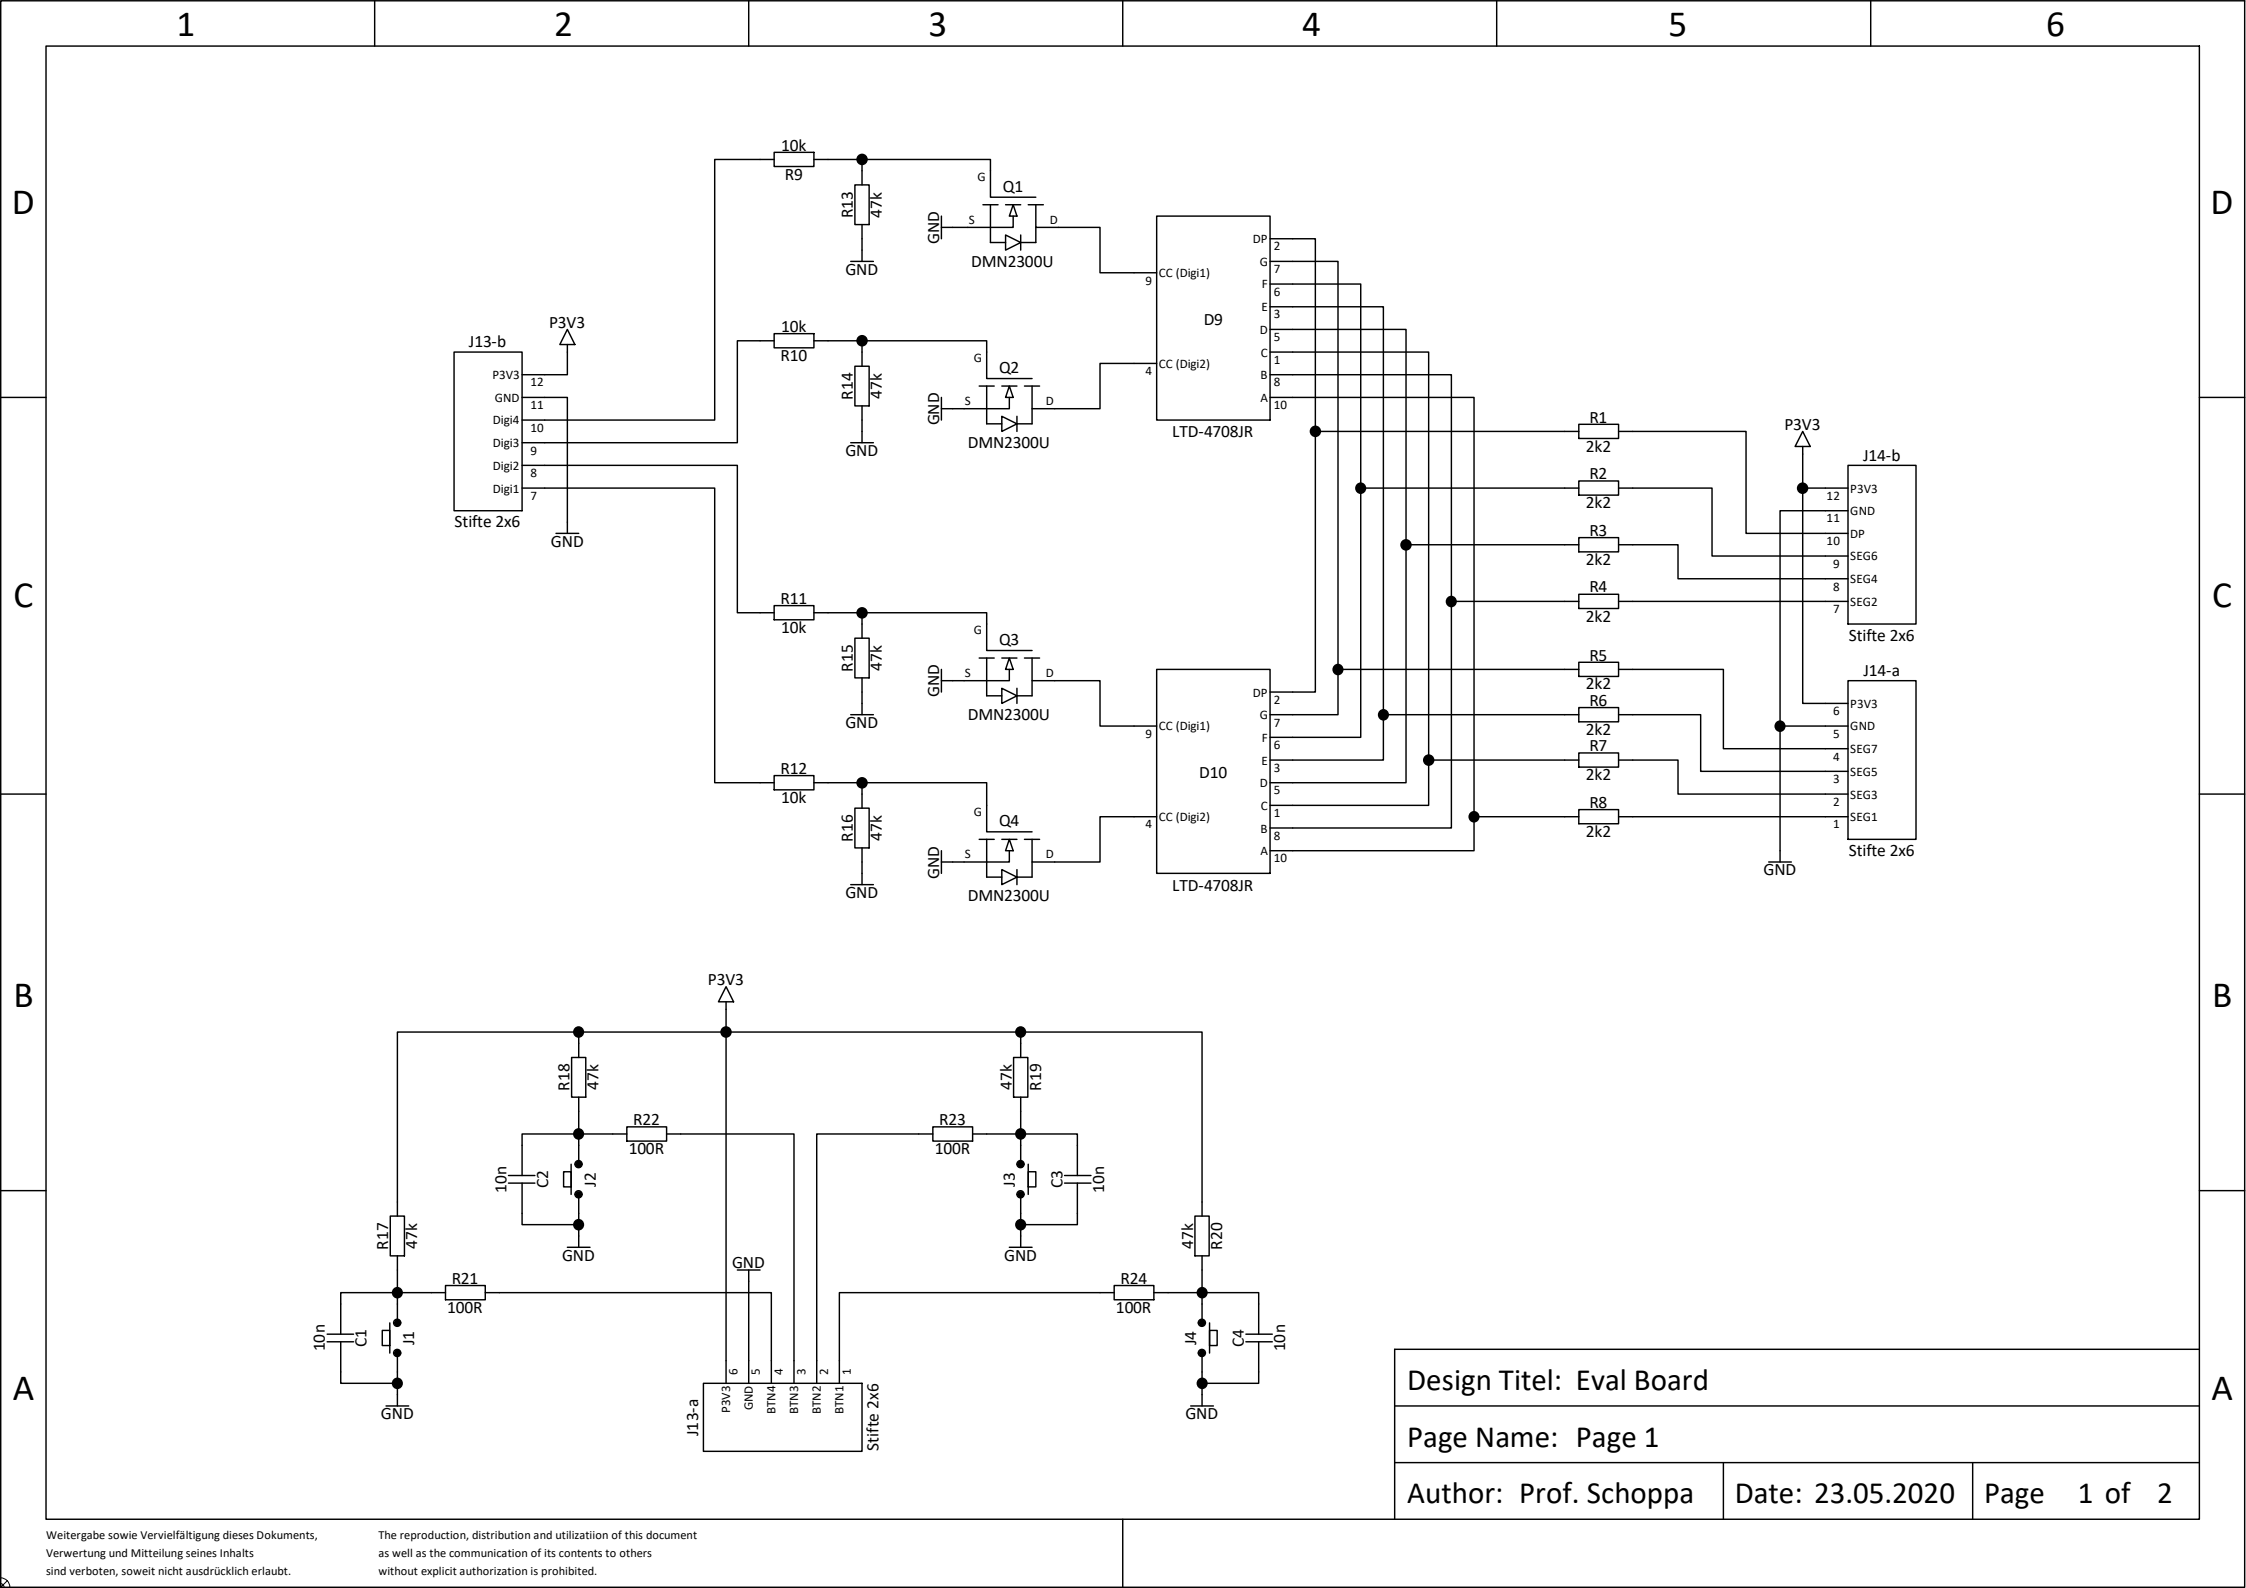 1 2 3 4 5 6
D D
C C
B B
A A
10k
R9
R13
47k
GND
G
Q1
S
D
GND
DMN2300U
10k
R10
R14
47k
GND
G
Q2
S
D
GND
DMN2300U
J13-b
P3V3
P3V3 12
GND 11
Digi4 10
Digi3 9
Digi2 8
Digi1 7
Stifte 2x6
GND
R11
10k
R15
47k
GND
G
Q3
S
D
GND
DMN2300U
R12
10k
R16
47k
GND
G
Q4
S
D
GND
DMN2300U
9 CC (Digi1)
4 CC (Digi2)
D9
DP 2
G 7
F 6
E 3
D 5
C 1
B 8
A 10
LTD-4708JR
9 CC (Digi1)
4 CC (Digi2)
D10
DP 2
G 7
F 6
E 3
D 5
C 1
B 8
A 10
LTD-4708JR
R1
2k2
R2
2k2
R3
2k2
R4
2k2
R5
2k2
R6
2k2
R7
2k2
R8
2k2
P3V3
J14-b
12 P3V3
11 GND
10 DP
9 SEG6
8 SEG4
7 SEG2
Stifte 2x6
J14-a
6 P3V3
5 GND
4 SEG7
3 SEG5
2 SEG3
1 SEG1
Stifte 2x6
GND
P3V3
R18
47k
R22
100R
10n
C2
J2
GND
47k
R19
R23
100R
J3
C3
10n
GND
R17
47k
R21
100R
10n
C1
J1
GND
47k
R20
R24
100R
J4
C4
10n
GND
GND
6 5 4 3 2 1
P3V3 GND BTN4 BTN3 BTN2 BTN1
J13-a
Stifte 2x6
Design Titel: Eval Board
Page Name: Page 1
Author: Prof. Schoppa Date: 23.05.2020 Page 1 of 2
Weitergabe sowie Vervielfältigung dieses Dokuments,
Verwertung und Mitteilung seines Inhalts
sind verboten, soweit nicht ausdrücklich erlaubt.
The reproduction, distribution and utilizatiion of this document
as well as the communication of its contents to others
without explicit authorization is prohibited.